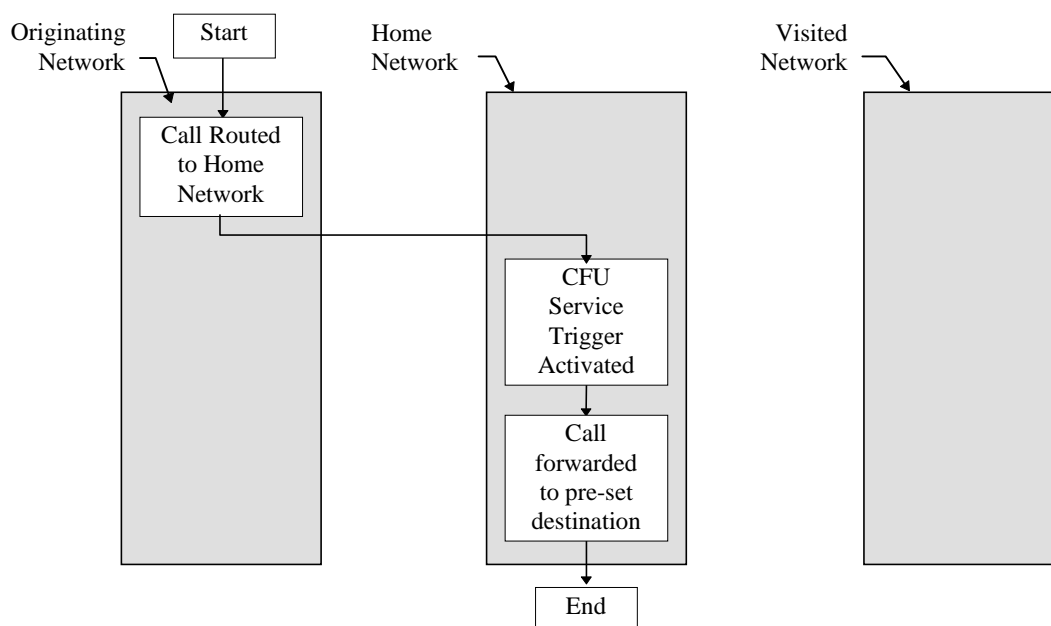 Originating
Network
Start
Home
Network
Visited
Network
Call Routed
to Home
Network
CFU
Service
Trigger
Activated
Call
forwarded
to pre-set
destination
End